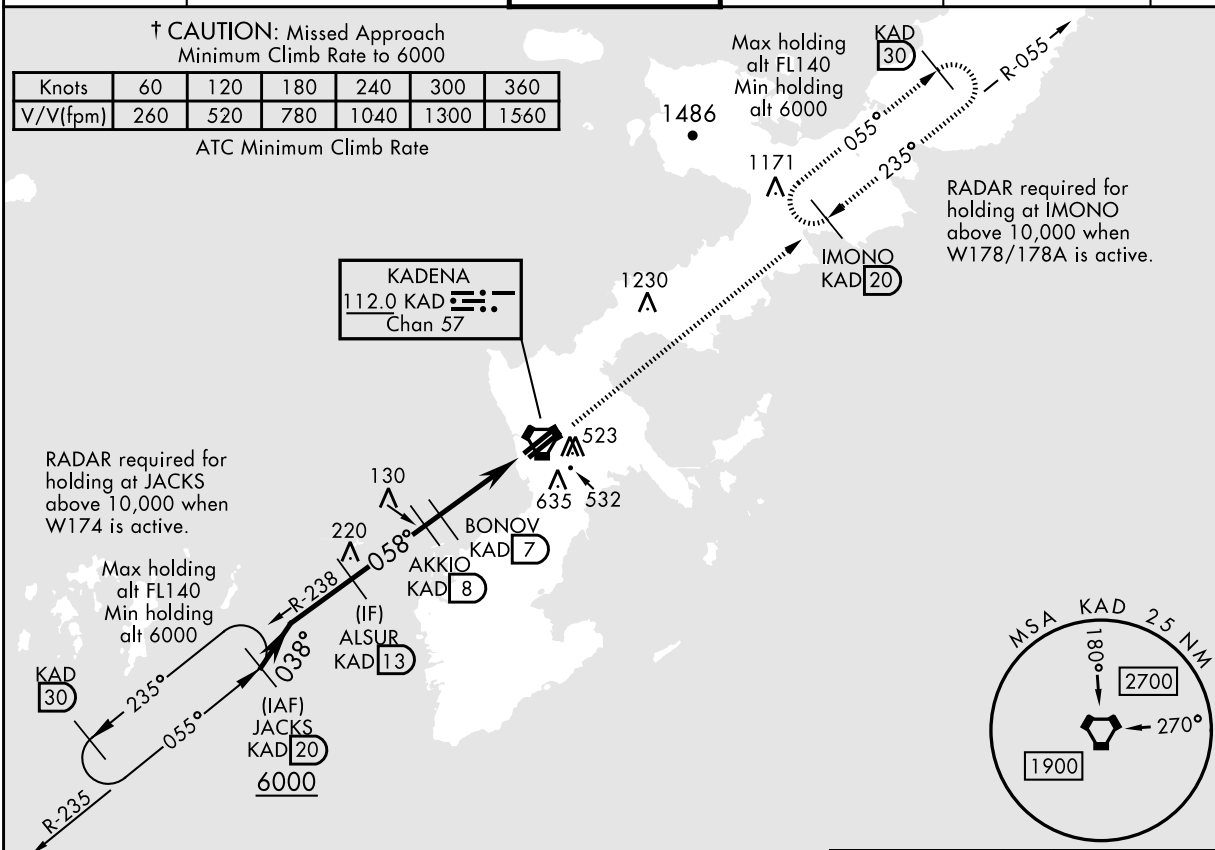 † CAUTION: Missed Approach
Minimum Climb Rate to 6000
Knots 60 120 180 240 300 360
V/V(fpm) 260 520 780 1040 1300 1560
ATC Minimum Climb Rate
Max holding
alt FL140
Min holding
alt 6000
KAD
30
R-055
1486
055°
235°
1171
RADAR required for
holding at IMONO
above 10,000 when
W178/178A is active.
IMONO
KAD 20
KADENA
112.0 KAD
Chan 57
1230
523
635
532
RADAR required for
holding at JACKS
above 10,000 when
W174 is active.
130
220
058°
BONOV
KAD 7
AKKIO
KAD 8
Max holding
alt FL140
Min holding
alt 6000
R-238
(IF)
ALSUR
KAD 13
038°
KAD
30
235°
055°
(IAF)
JACKS
KAD 20
6000
R-235
MSA KAD 25 NM
180°
2700
270°
1900